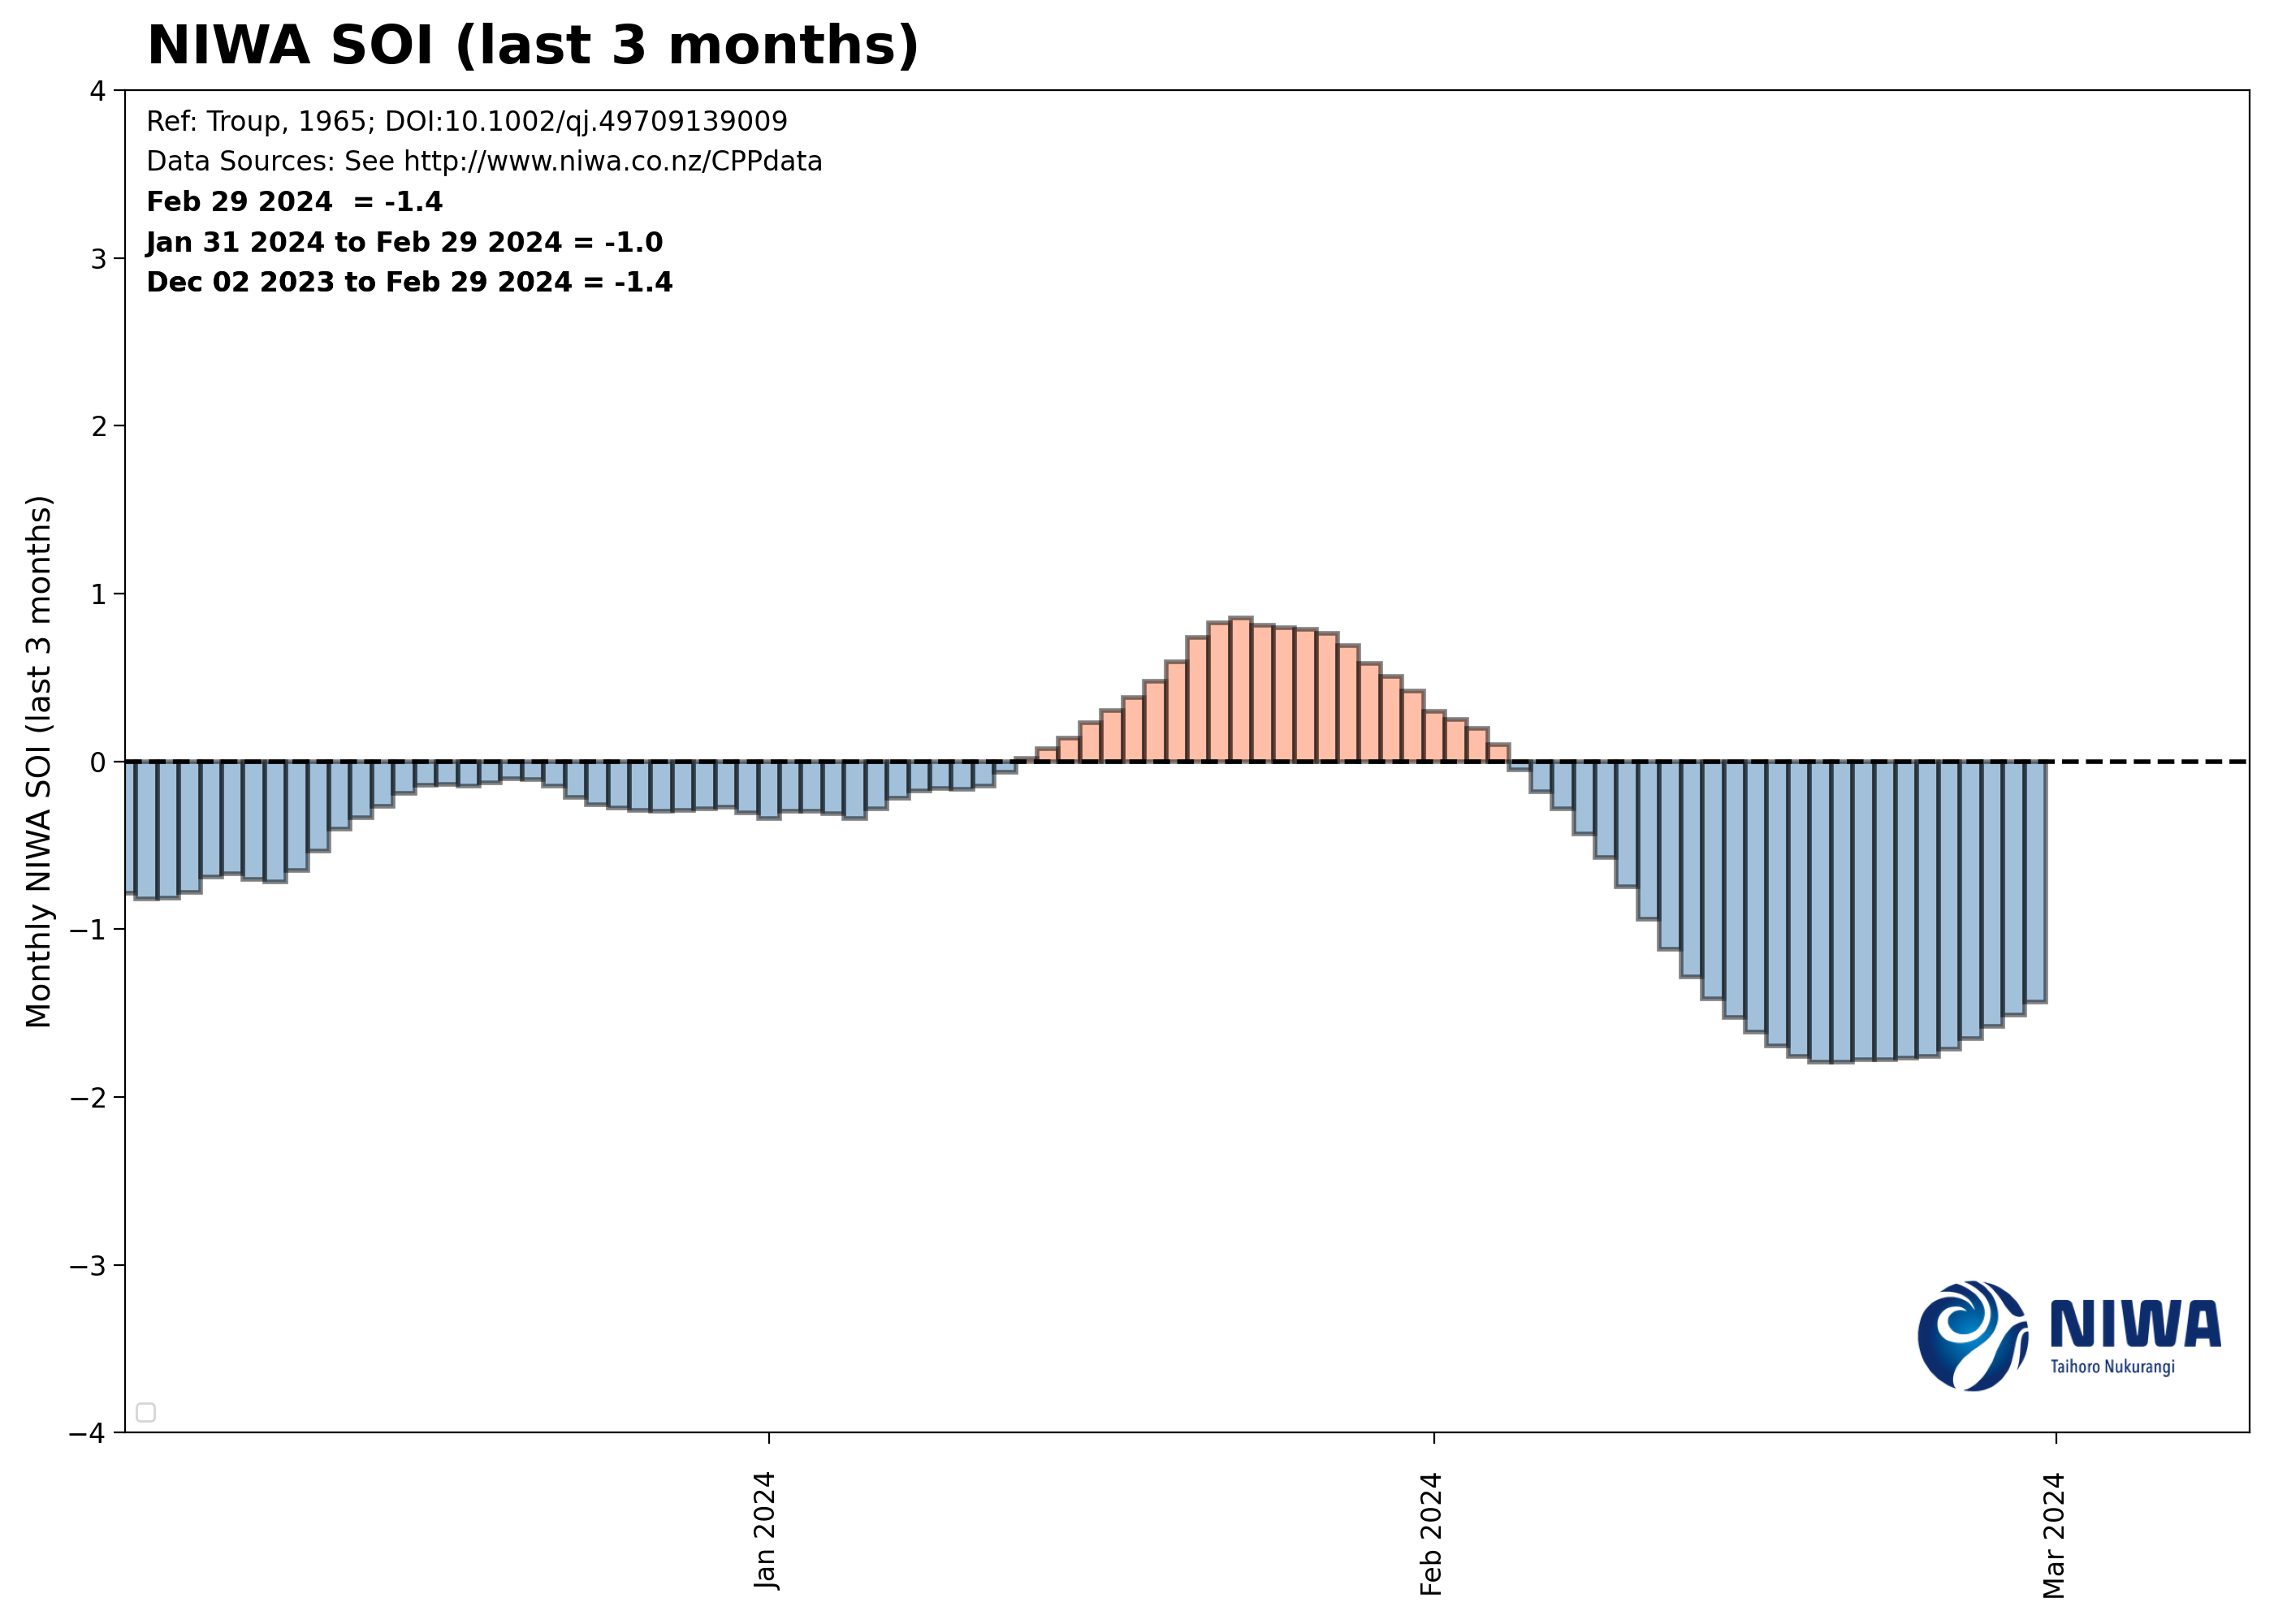 NIWA SOI (last 3 months)
Ref: Troup, 1965; DOI:10.1002/qj.49709139009
Data Sources: See http://www.niwa.co.nz/CPPdata
Feb 29 2024  = -1.4
Jan 31 2024 to Feb 29 2024 = -1.0
Dec 02 2023 to Feb 29 2024 = -1.4
Monthly NIWA SOI (last 3 months)
4
3
2
1
0
−1
−2
−3
−4
Jan 2024
Feb 2024
Mar 2024
NIWA
Taihoro Nukurangi